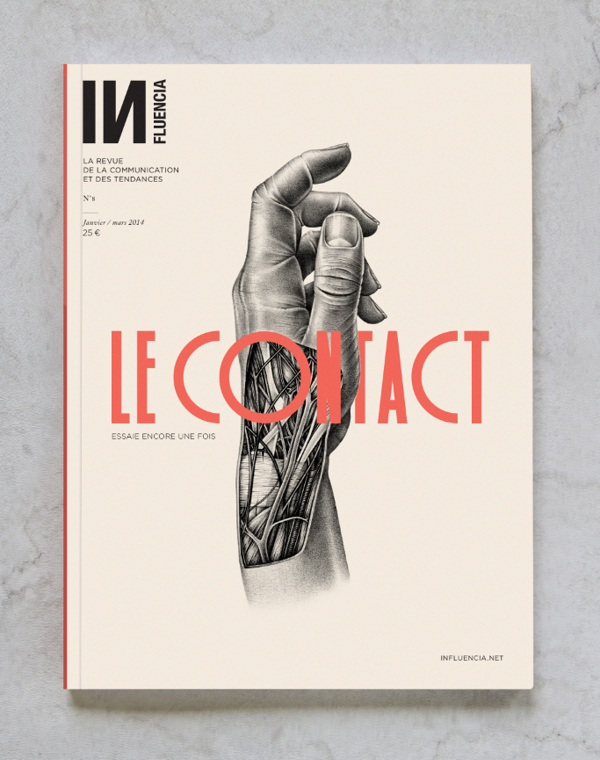 IN
FLUENCIA
LA REVUE
DE LA COMMUNICATION
ET DES TENDANCES
N°8
Janvier / mars 2014
25 €
LE CONTACT
ESSAIE ENCORE UNE FOIS
INFLUENCIA.NET